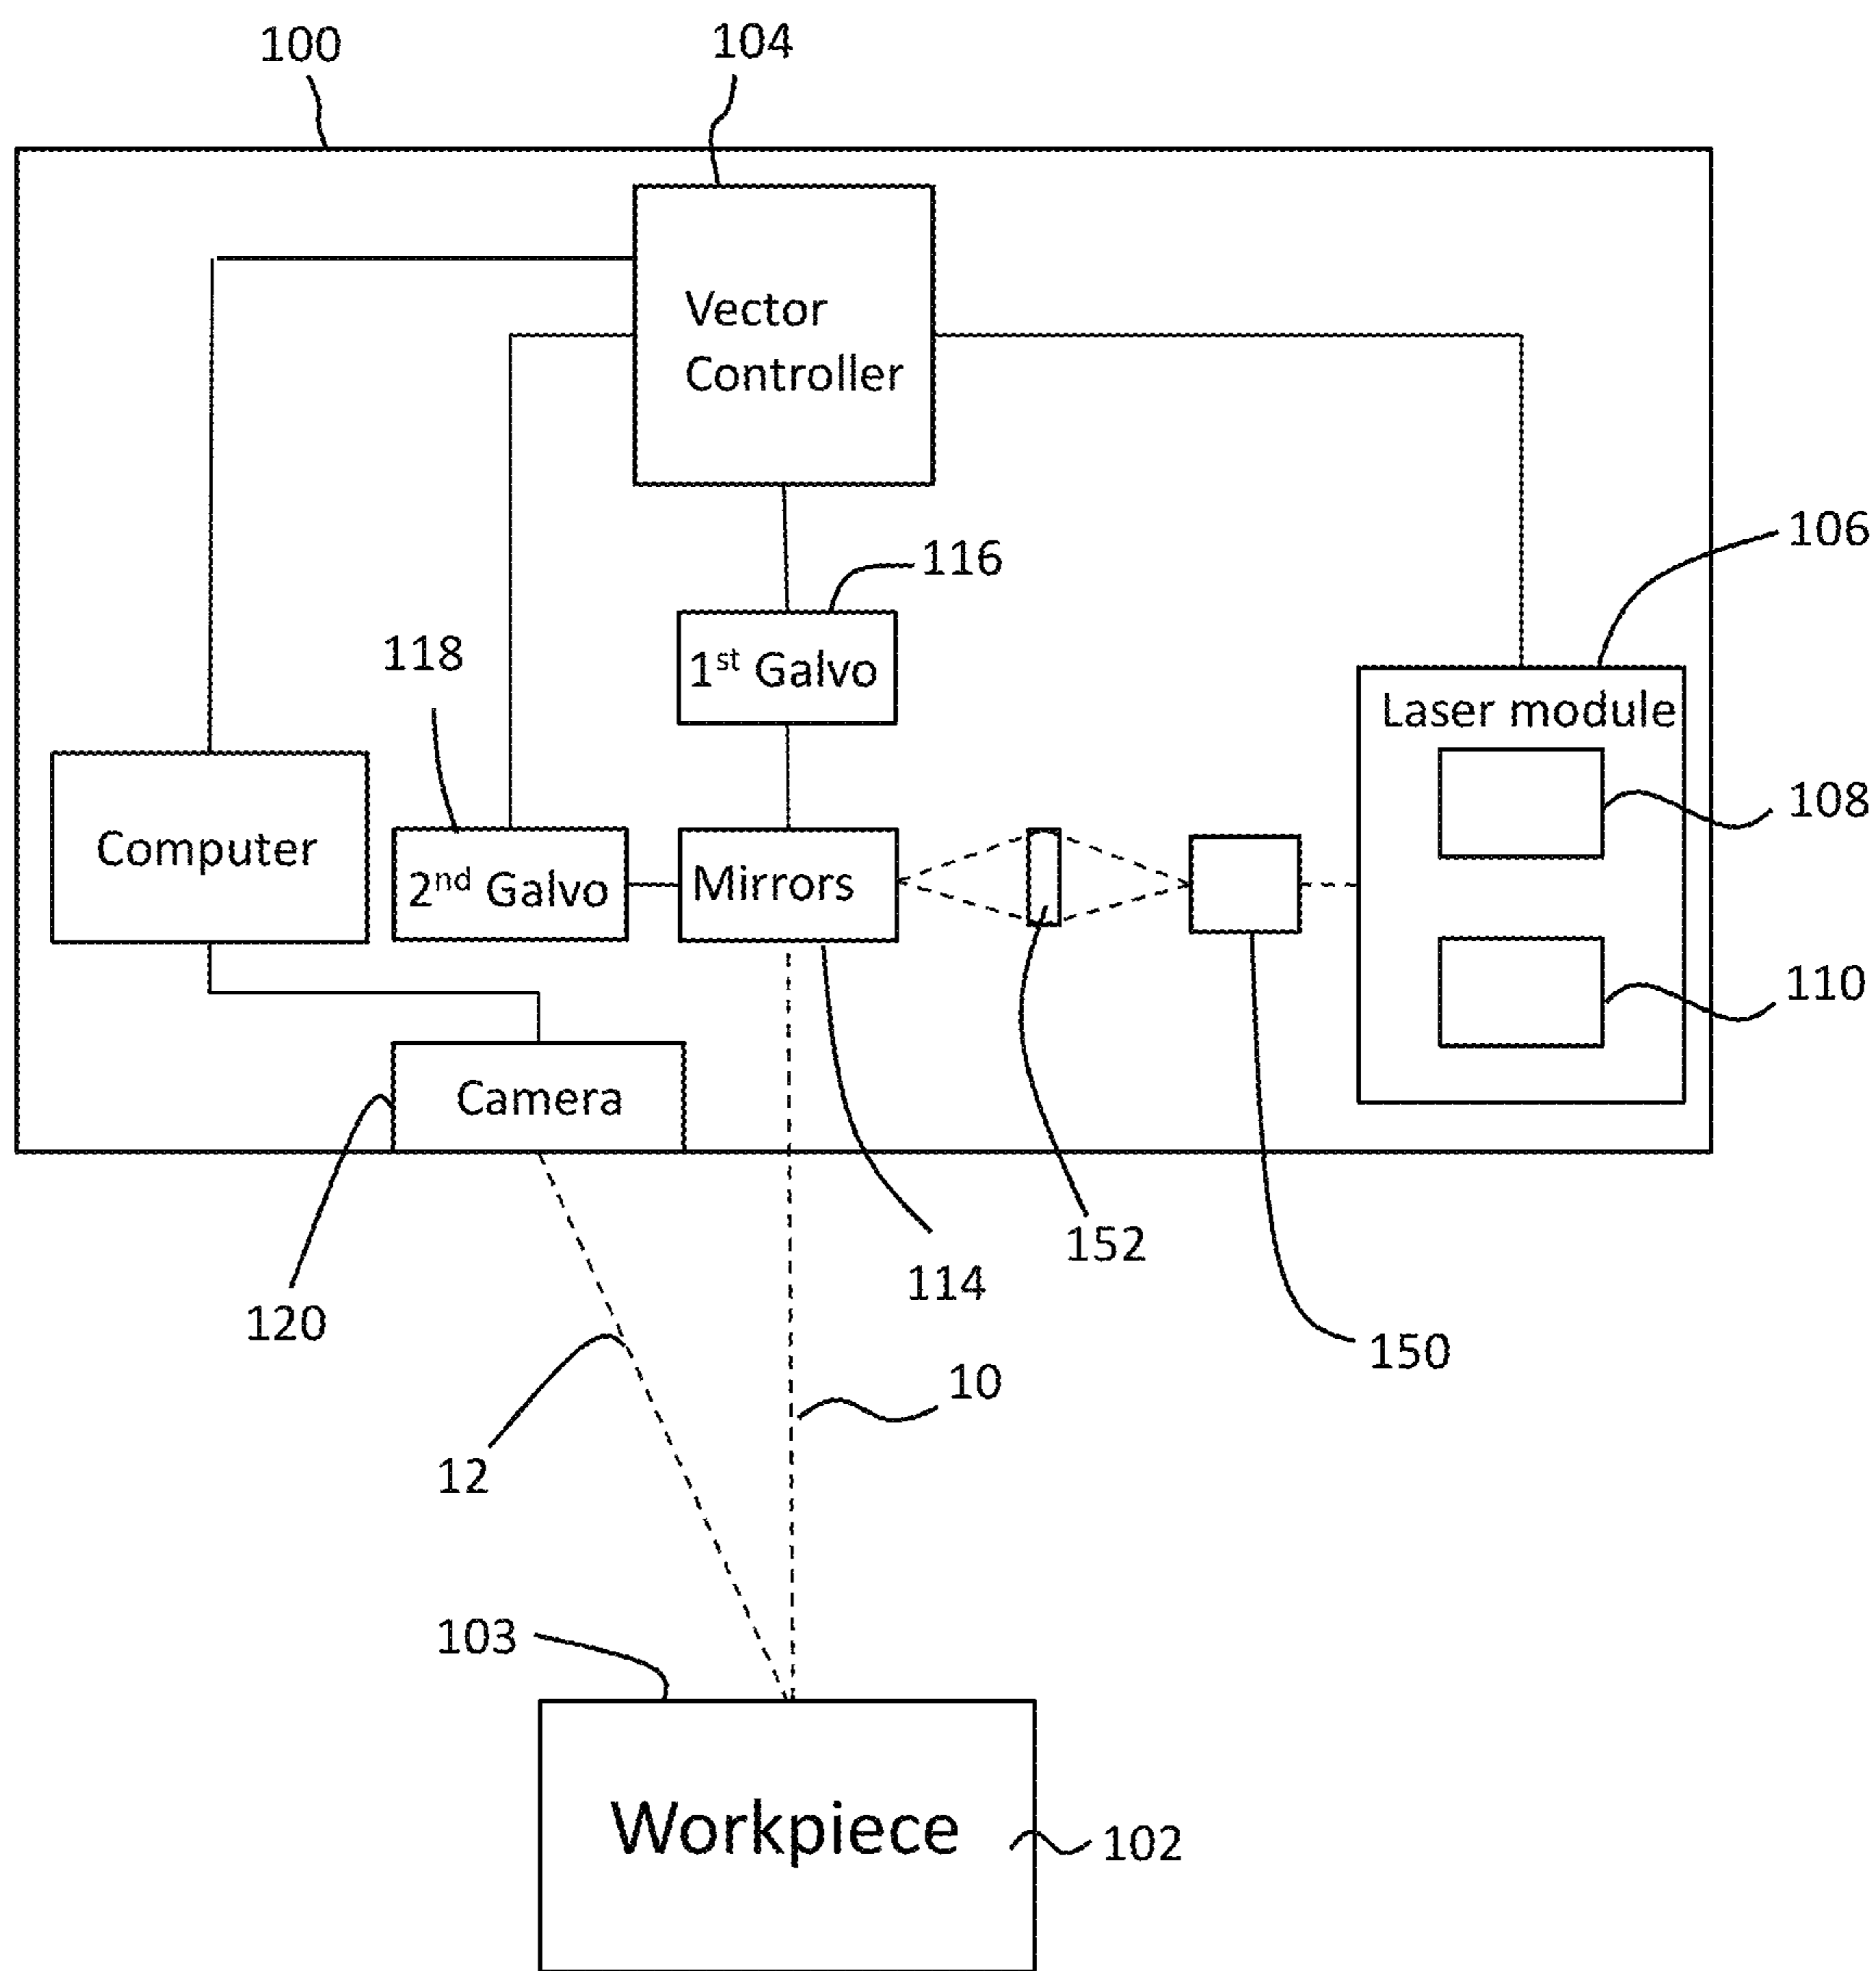 100
104
Vector
Controller
106
116
1st Galvo
118
Laser module
108
Computer
2nd Galvo
Mirrors
110
Camera
152
114
120
150
10
12
103
Workpiece
102